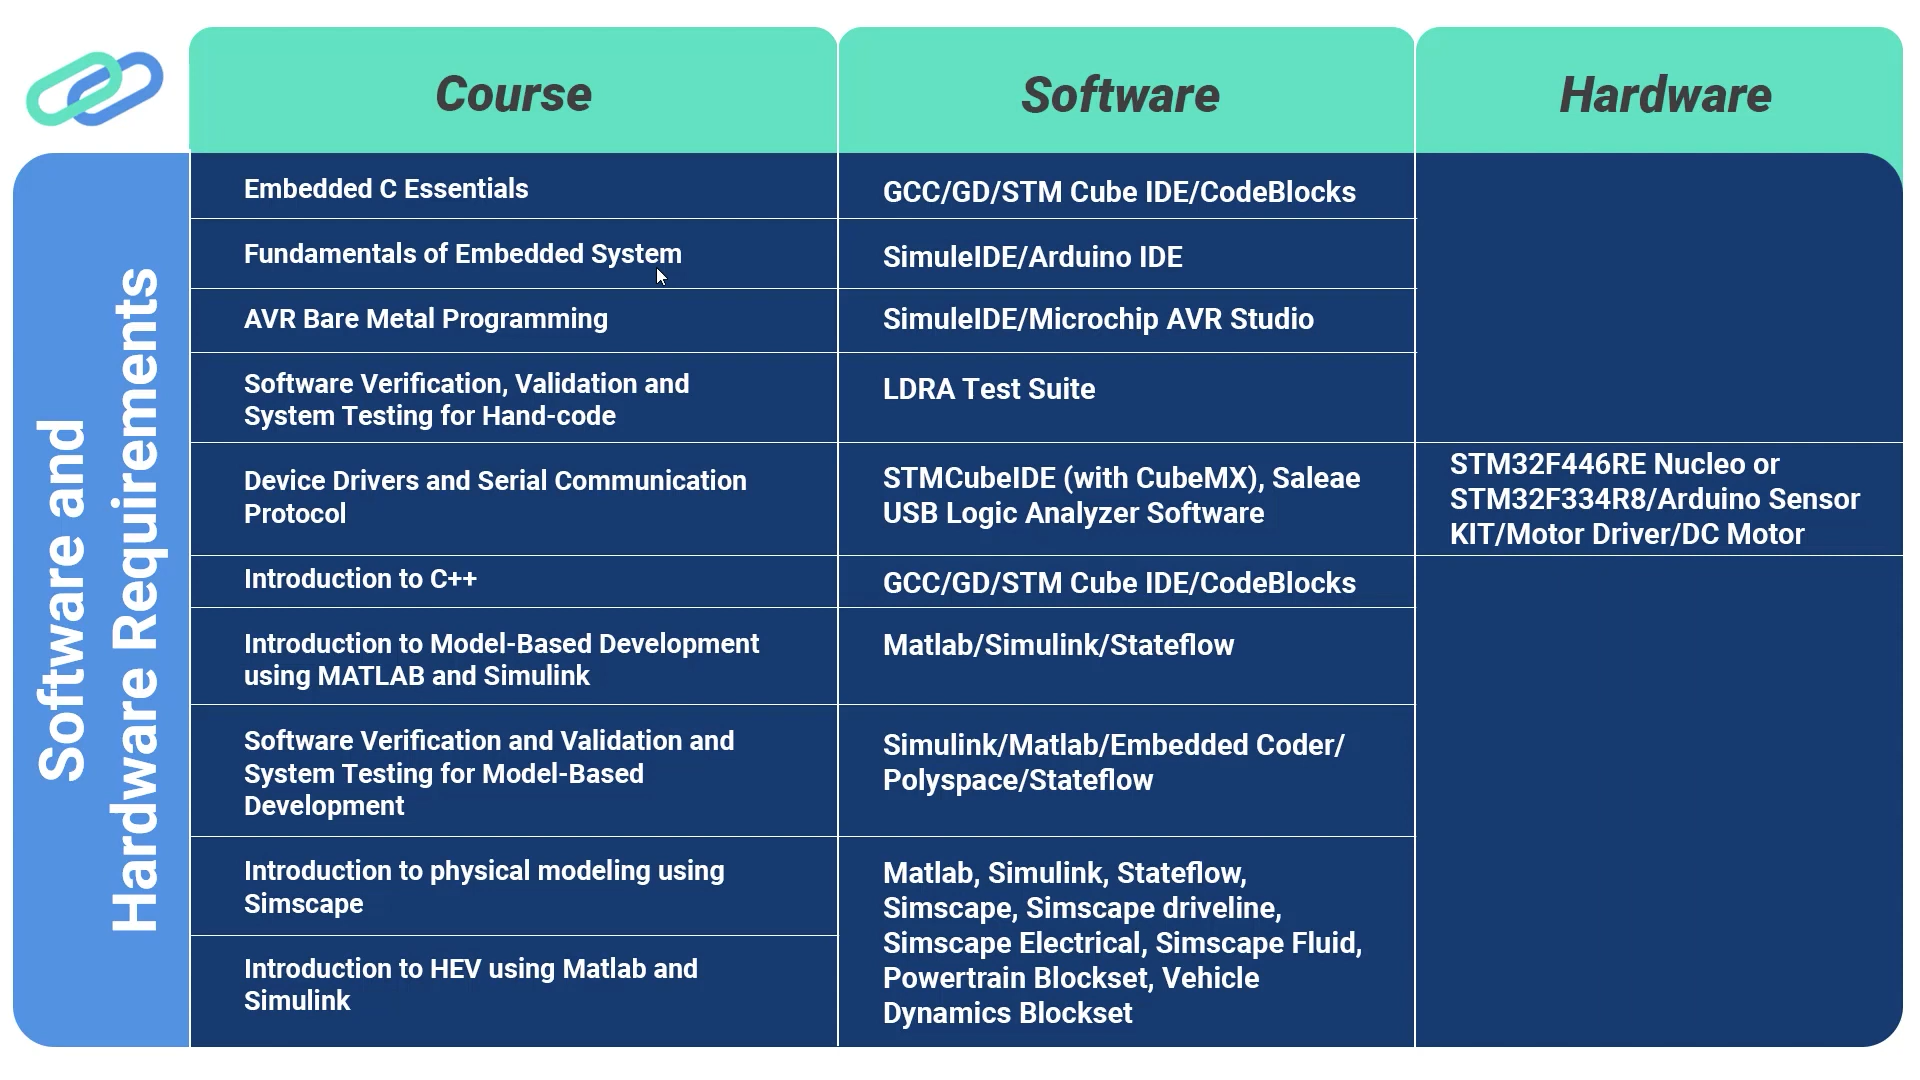 Course
Software
Hardware
Software and
Hardware Requirements
Embedded C Essentials
GCC/GD/STM Cube IDE/CodeBlocks
Fundamentals of Embedded System
SimuleIDE/Arduino IDE
AVR Bare Metal Programming
SimuleIDE/Microchip AVR Studio
Software Verification, Validation and
System Testing for Hand-code
LDRA Test Suite
Device Drivers and Serial Communication
Protocol
STMCubeIDE (with CubeMX), Saleae
USB Logic Analyzer Software
STM32F446RE Nucleo or
STM32F334R8/Arduino Sensor
KIT/Motor Driver/DC Motor
Introduction to C++
GCC/GD/STM Cube IDE/CodeBlocks
Introduction to Model-Based Development
using MATLAB and Simulink
Matlab/Simulink/Stateflow
Software Verification and Validation and
System Testing for Model-Based
Development
Simulink/Matlab/Embedded Coder/
Polyspace/Stateflow
Introduction to physical modeling using
Simscape
Introduction to HEV using Matlab and
Simulink
Matlab, Simulink, Stateflow,
Simscape, Simscape driveline,
Simscape Electrical, Simscape Fluid,
Powertrain Blockset, Vehicle
Dynamics Blockset